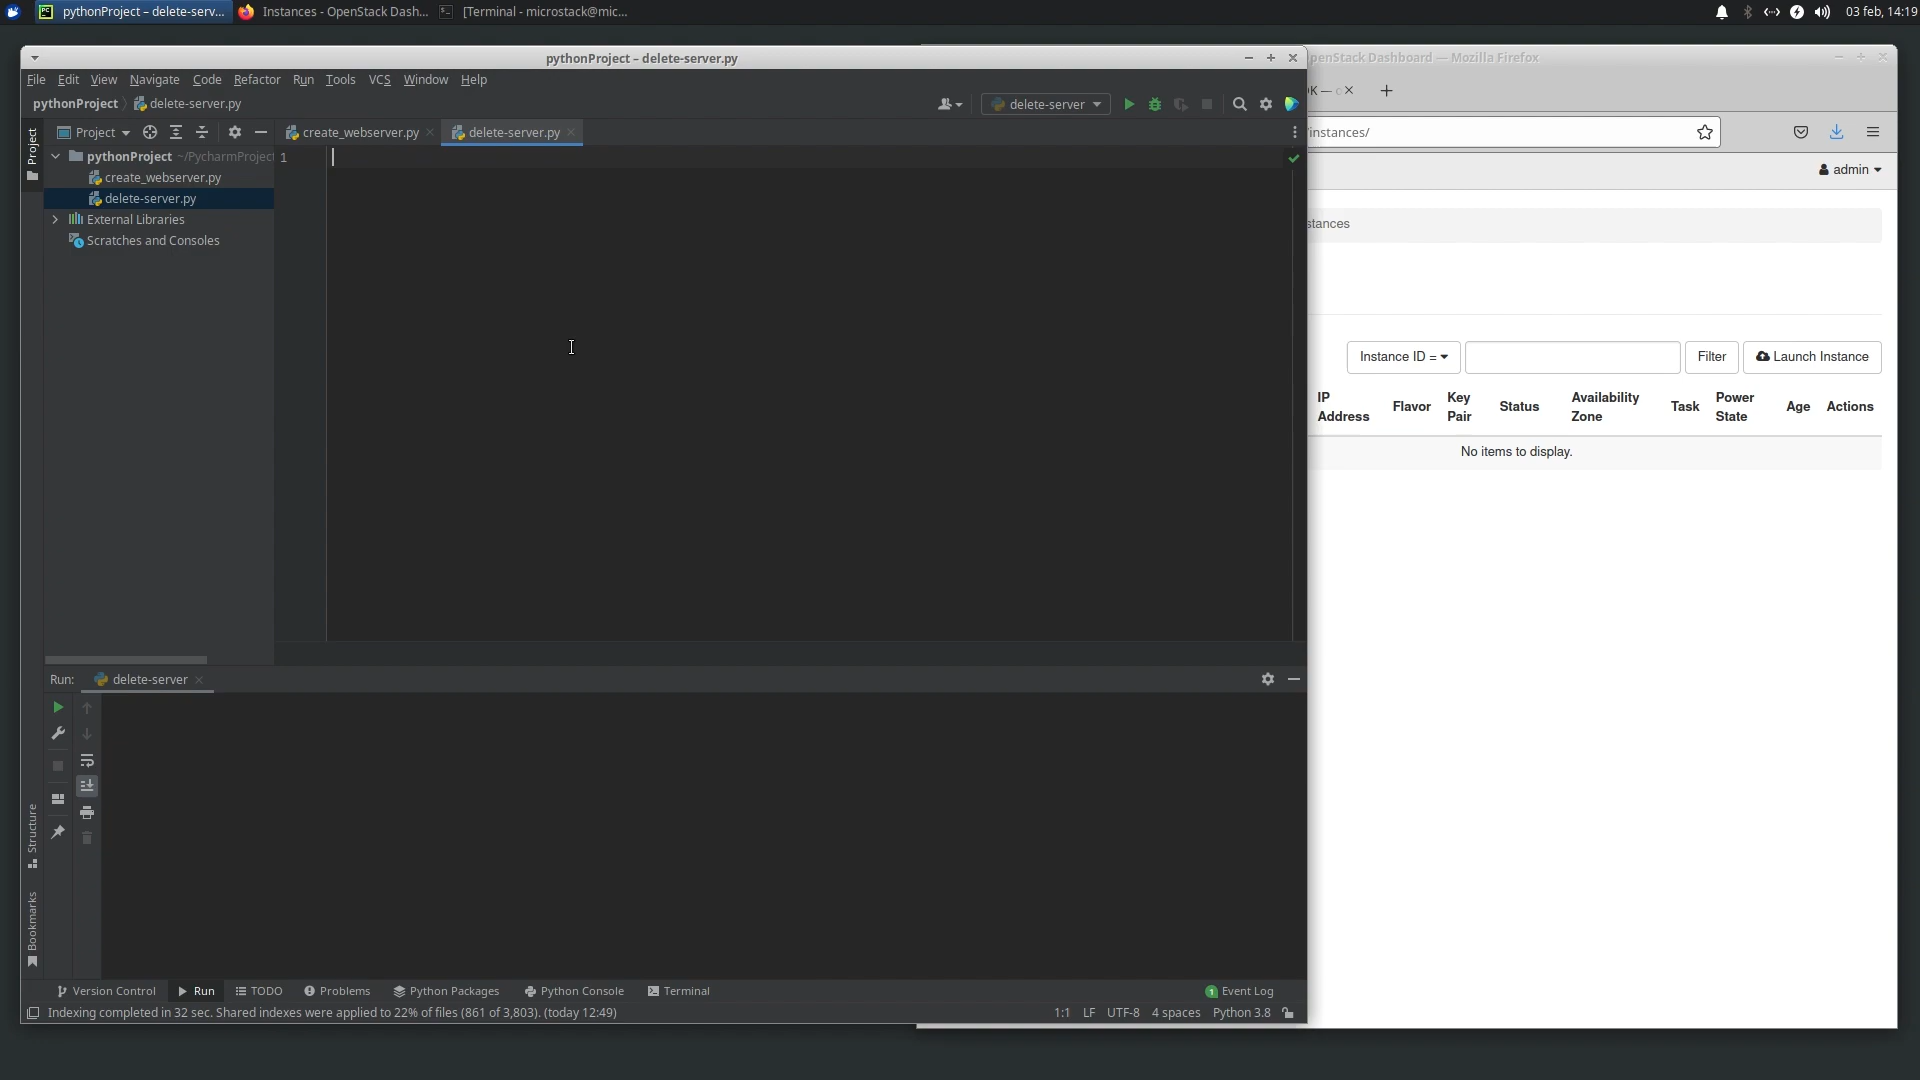 pythonProject – delete-serv...
Instances - OpenStack Dash...
[Terminal - microstack@mic...
03 feb, 14:19
pythonProject – delete-server.py
OpenStack Dashboard — Mozilla Firefox
File Edit View Navigate Code Refactor Run Tools VCS Window Help
pythonProject delete-server.py
delete-server
Project
create_webserver.py
delete-server.py
/instances/
Project
1
pythonProject ~/PycharmProject
create_webserver.py
delete-server.py
External Libraries
Scratches and Consoles
admin
stances
Instance ID =
Filter
Launch Instance
IP Address
Flavor
Key Pair
Status
Availability Zone
Task
Power State
Age
Actions
No items to display.
Run:
delete-server
Structure
Bookmarks
Version Control
Run
TODO
Problems
Python Packages
Python Console
Terminal
1 Event Log
Indexing completed in 32 sec. Shared indexes were applied to 22% of files (861 of 3,803). (today 12:49)
1:1 LF UTF-8 4 spaces Python 3.8